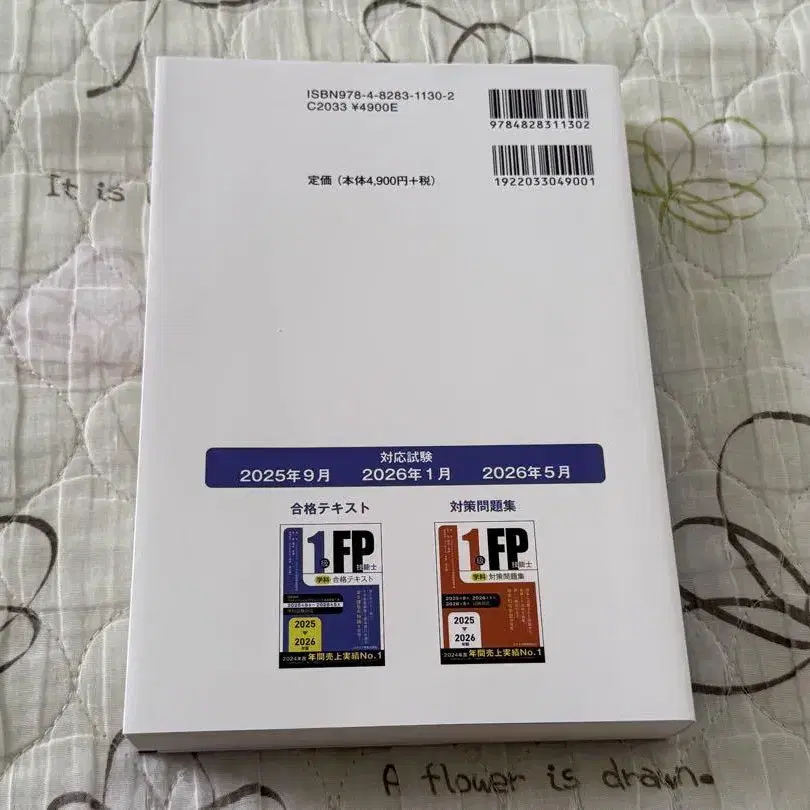 ISBN978-4-8283-1130-2
C2033 ¥4900E
9784828311302
定価（本体4,900円+税）
1922033049001
It is
対応試験
2025年9月 2026年1月 2026年5月
合格テキスト 対策問題集
1級 FP 技能士
学科 合格テキスト
2025
2026
年版
2024年度 年間売上実績No.1
1級 FP 技能士
学科 対策問題集
2025
2026
年版
2024年度 年間売上実績No.1
A flower is drawn.